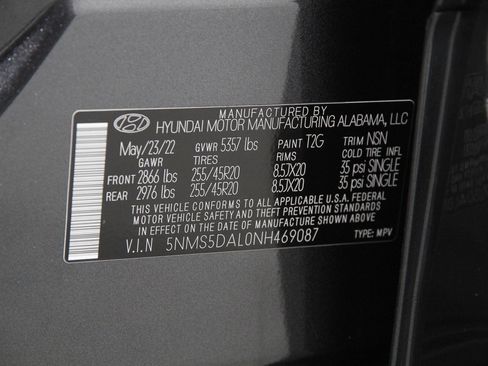 MANUFACTURED BY
HYUNDAI MOTOR MANUFACTURING ALABAMA, LLC
May/23/22 GVWR 5357 lbs PAINT T2G TRIM NSN
GAWR TIRES RIMS COLD TIRE INFL
FRONT 2866 lbs 255/45R20 8.5JX20 35 psi SINGLE
REAR 2976 lbs 255/45R20 8.5JX20 35 psi SINGLE
THIS VEHICLE CONFORMS TO ALL APPLICABLE U.S.A. FEDERAL
MOTOR VEHICLE SAFETY AND THEFT PREVENTION STANDARDS
IN EFFECT ON THE DATE OF MANUFACTURE SHOWN ABOVE.
V.I.N 5NMS5DAL0NH469087 TYPE: MPV